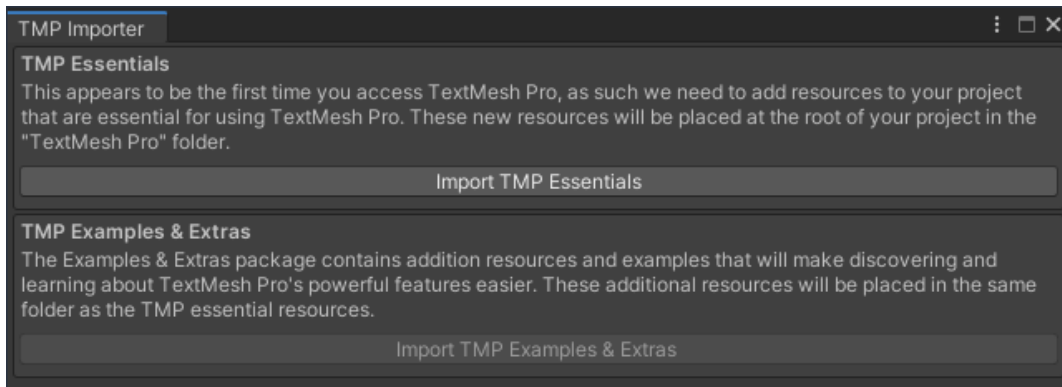 TMP Importer
TMP Essentials
This appears to be the first time you access TextMesh Pro, as such we need to add resources to your project
that are essential for using TextMesh Pro. These new resources will be placed at the root of your project in the
"TextMesh Pro" folder.
Import TMP Essentials
TMP Examples & Extras
The Examples & Extras package contains addition resources and examples that will make discovering and
learning about TextMesh Pro's powerful features easier. These additional resources will be placed in the same
folder as the TMP essential resources.
Import TMP Examples & Extras